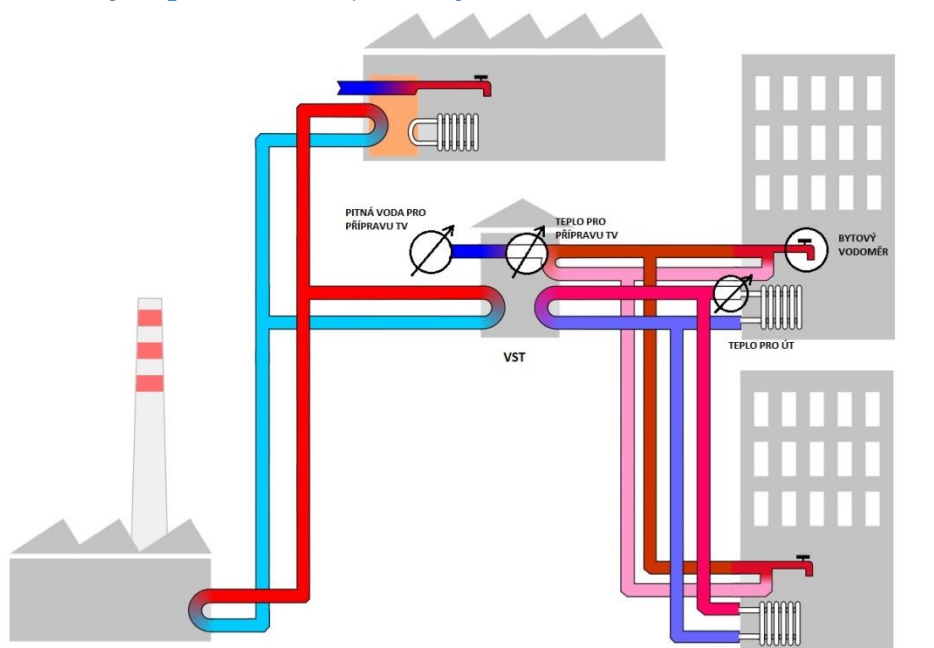 PITNÁ VODA PRO
PŘÍPRAVU TV
TEPLO PRO
PŘÍPRAVU TV
BYTOVÝ
VODOMĚR
TEPLO PRO ÚT
VST